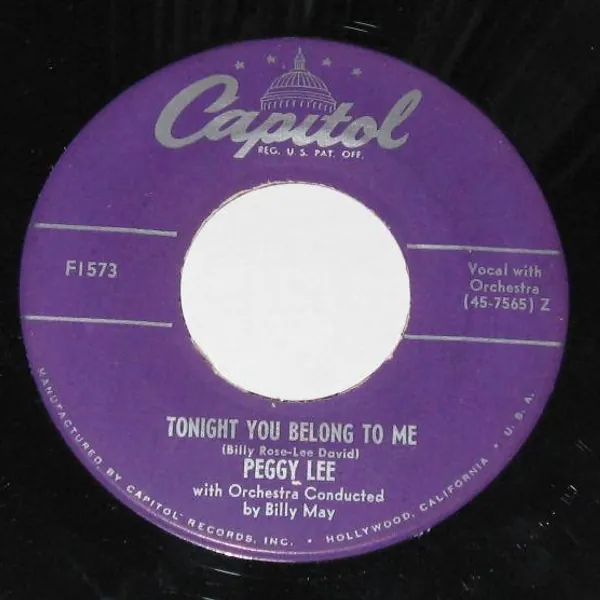 Capitol
REG. U.S. PAT. OFF.
F1573
Vocal with
Orchestra
(45-7565) Z
TONIGHT YOU BELONG TO ME
(Billy Rose-Lee David)
PEGGY LEE
with Orchestra Conducted
by Billy May
MANUFACTURED BY CAPITOL RECORDS, INC. • HOLLYWOOD, CALIFORNIA • U.S.A.